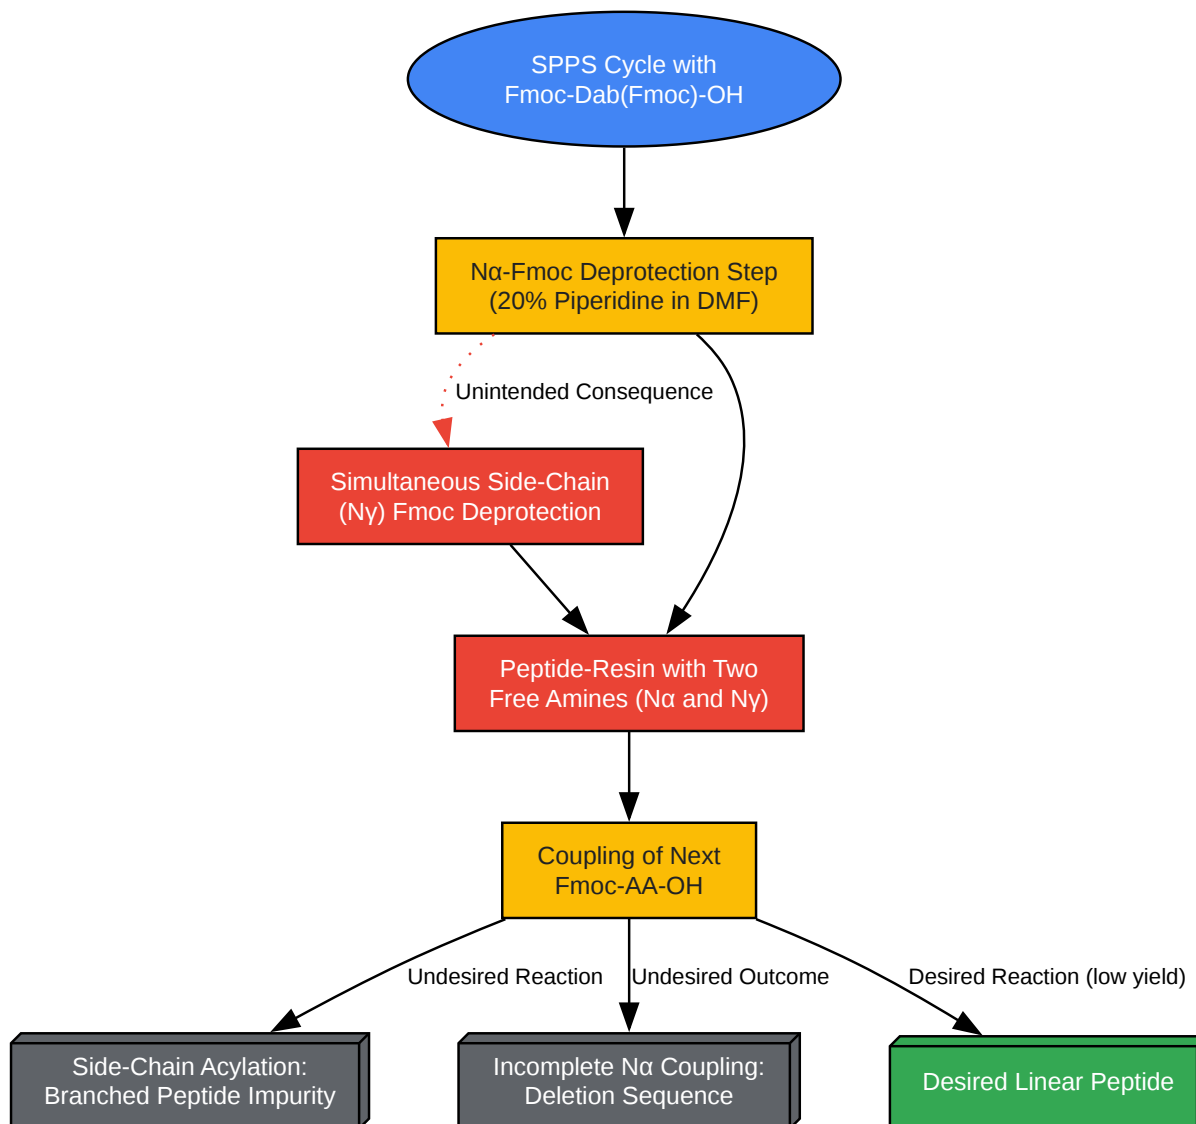 SPPS Cycle with
Fmoc-Dab(Fmoc)-OH
Nα-Fmoc Deprotection Step
(20% Piperidine in DMF)
Unintended Consequence
Simultaneous Side-Chain
(Nγ) Fmoc Deprotection
Peptide-Resin with Two
Free Amines (Nα and Nγ)
Coupling of Next
Fmoc-AA-OH
Undesired Reaction
Undesired Outcome
Desired Reaction (low yield)
Side-Chain Acylation:
Branched Peptide Impurity
Incomplete Nα Coupling:
Deletion Sequence
Desired Linear Peptide